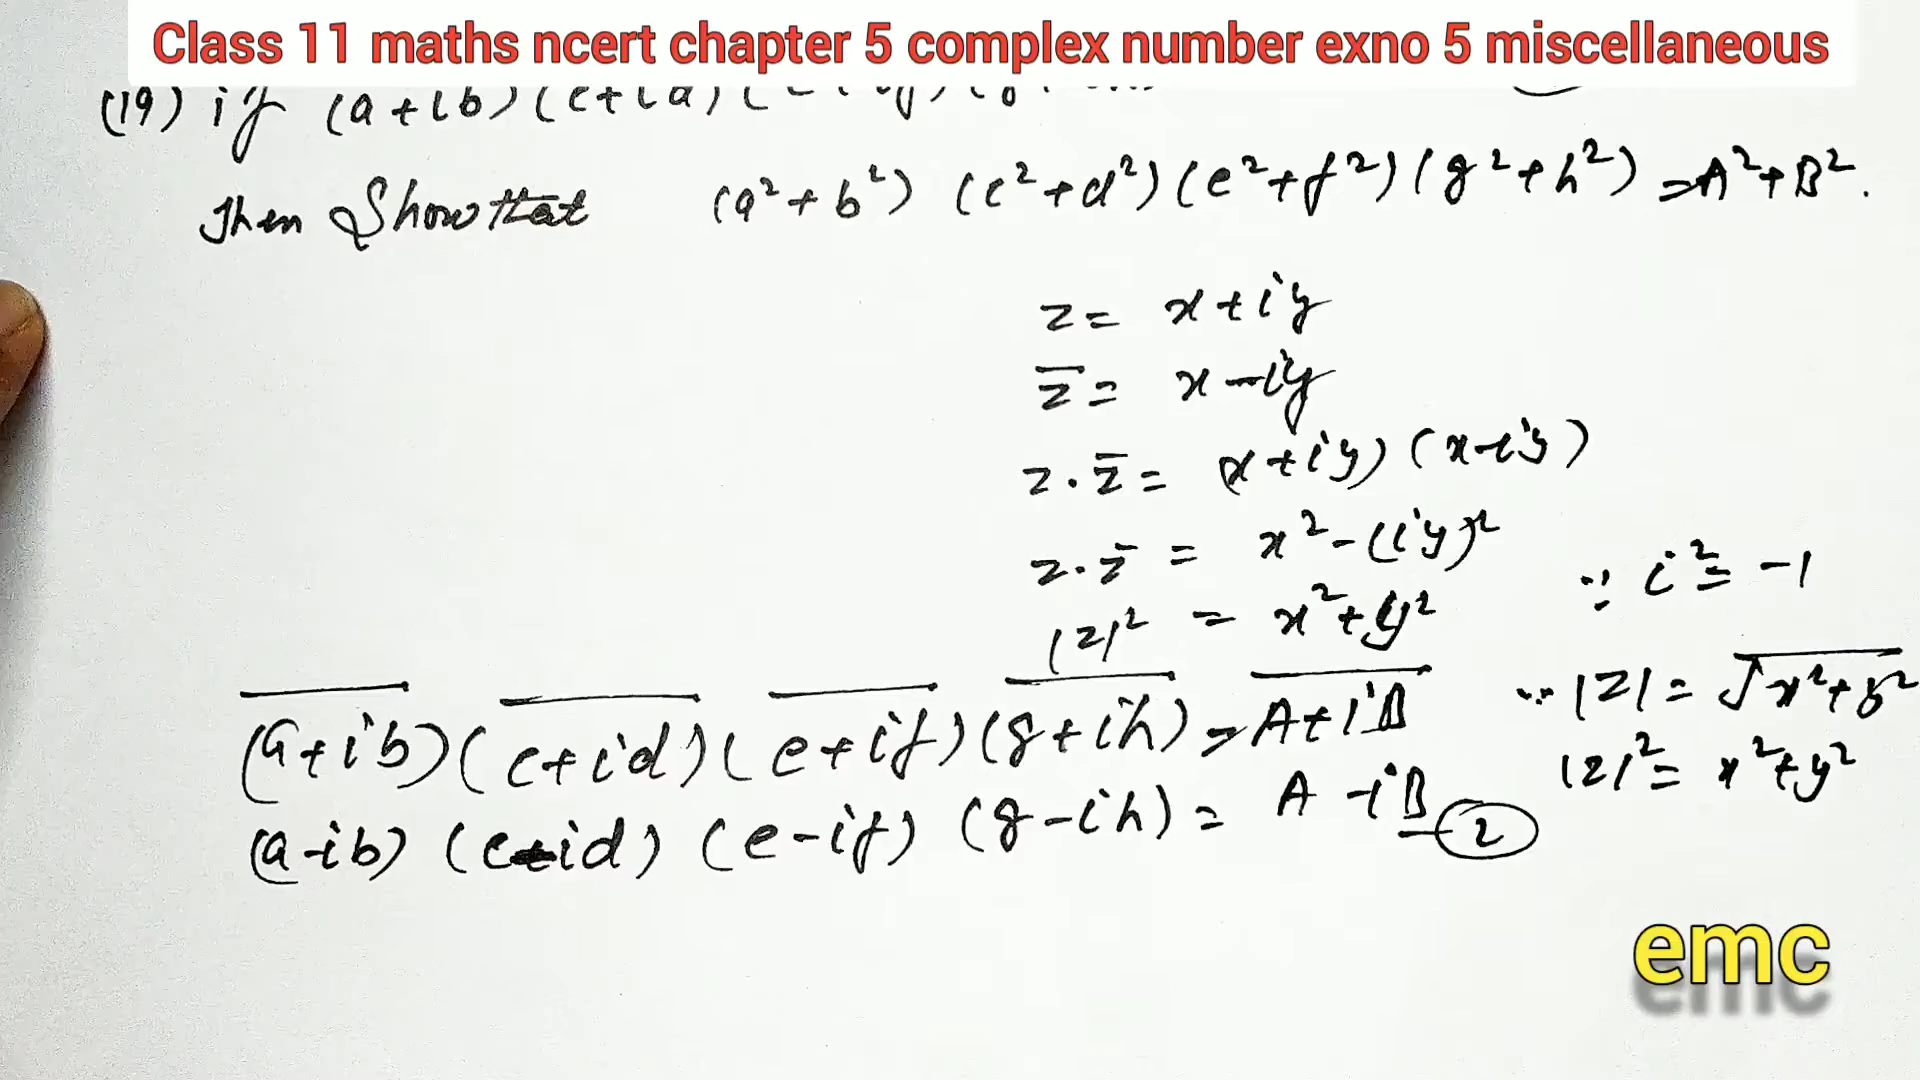 Class 11 maths ncert chapter 5 complex number exno 5 miscellaneous
(19) if (a+ib)(c+id)
Then Show that (a²+b²) (c²+d²)(e²+f²)(g²+h²) = A²+B².
z = x+iy
z̅ = x-iy
z.z̅ = (x+iy)(x-iy)
z.z̅ = x²-(iy)² ∵ i² = -1
|z|² = x²+y²
∵ |z| = √x²+y²
(a+ib)(c+id)(e+if)(g+ih) = A+iB
|z|² = x²+y²
(a-ib) (c-id) (e-if) (g-ih) = A-iB — 2
emc